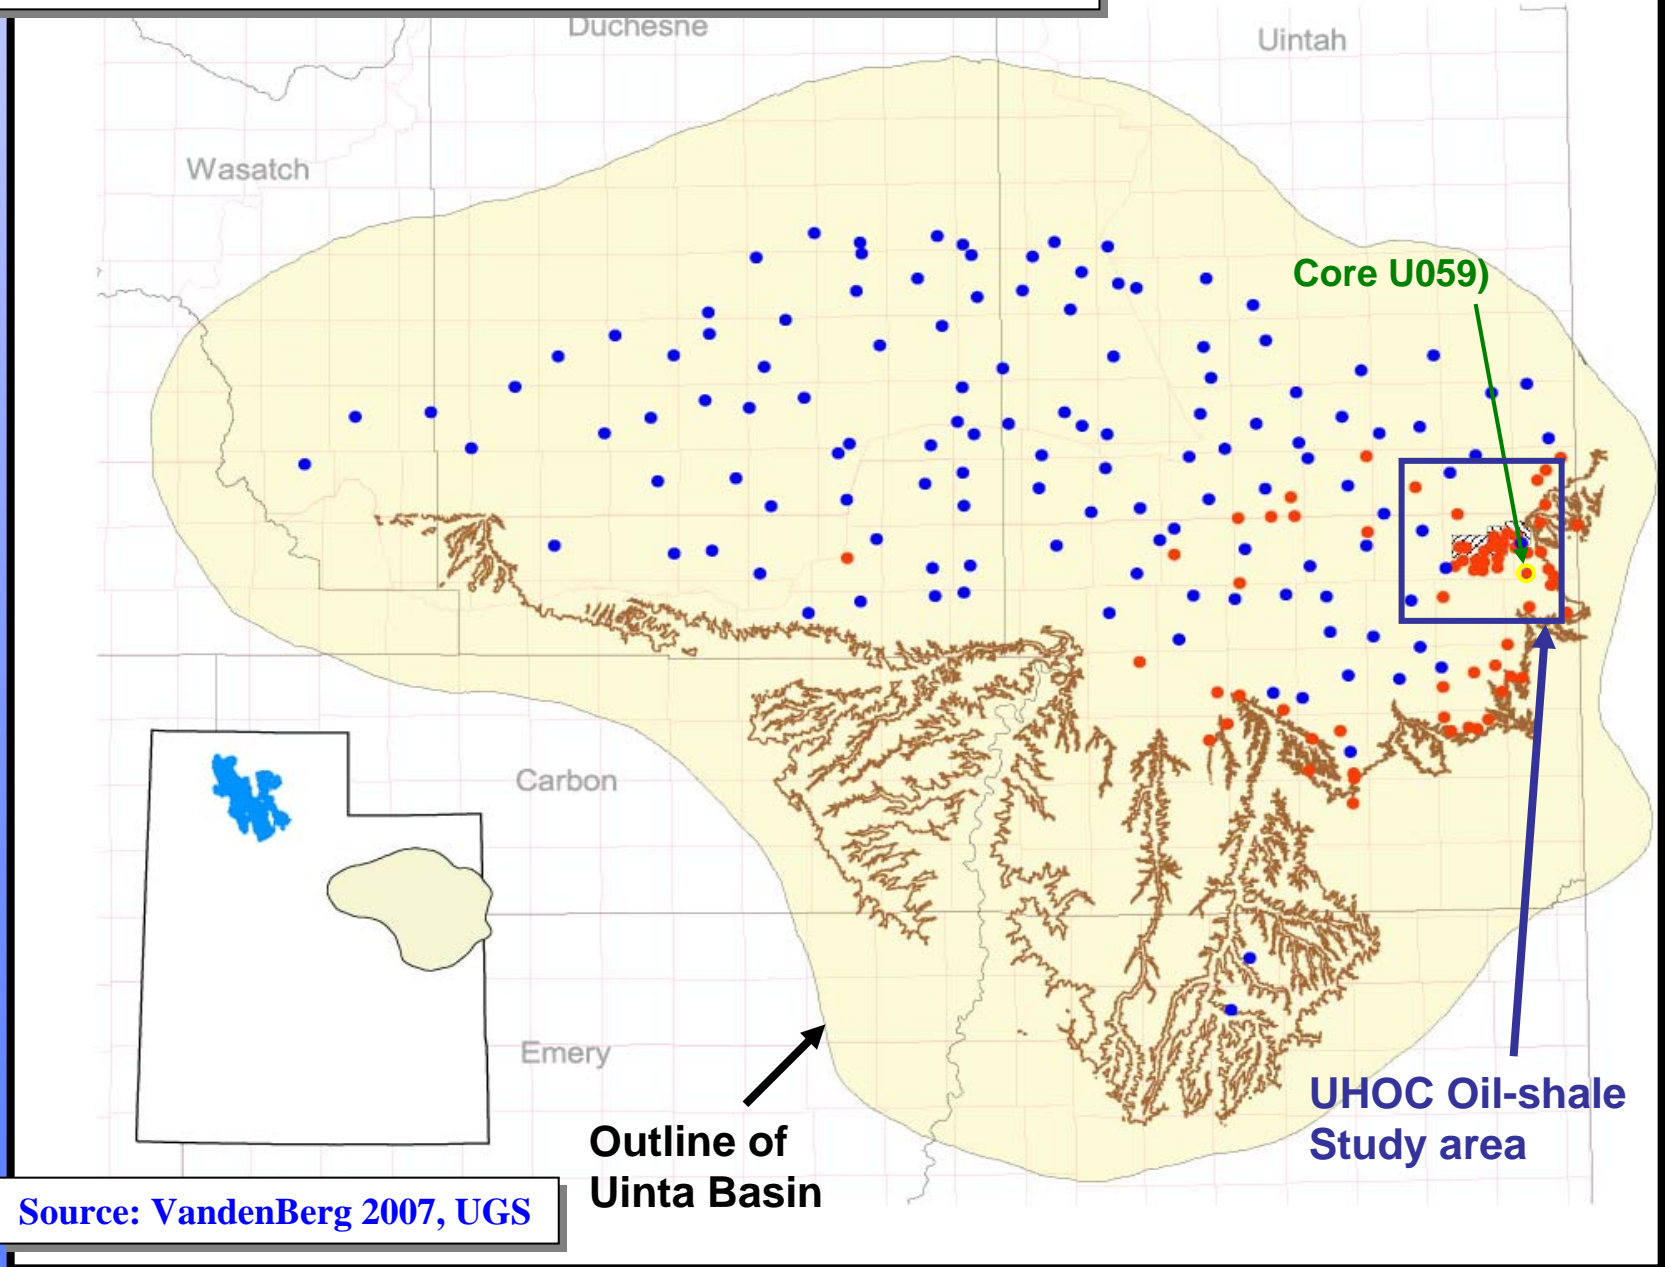 Duchesne
Uintah
Wasatch
Core U059)
Carbon
Emery
UHOC Oil-shale
Study area
Outline of
Uinta Basin
Source: VandenBerg 2007, UGS